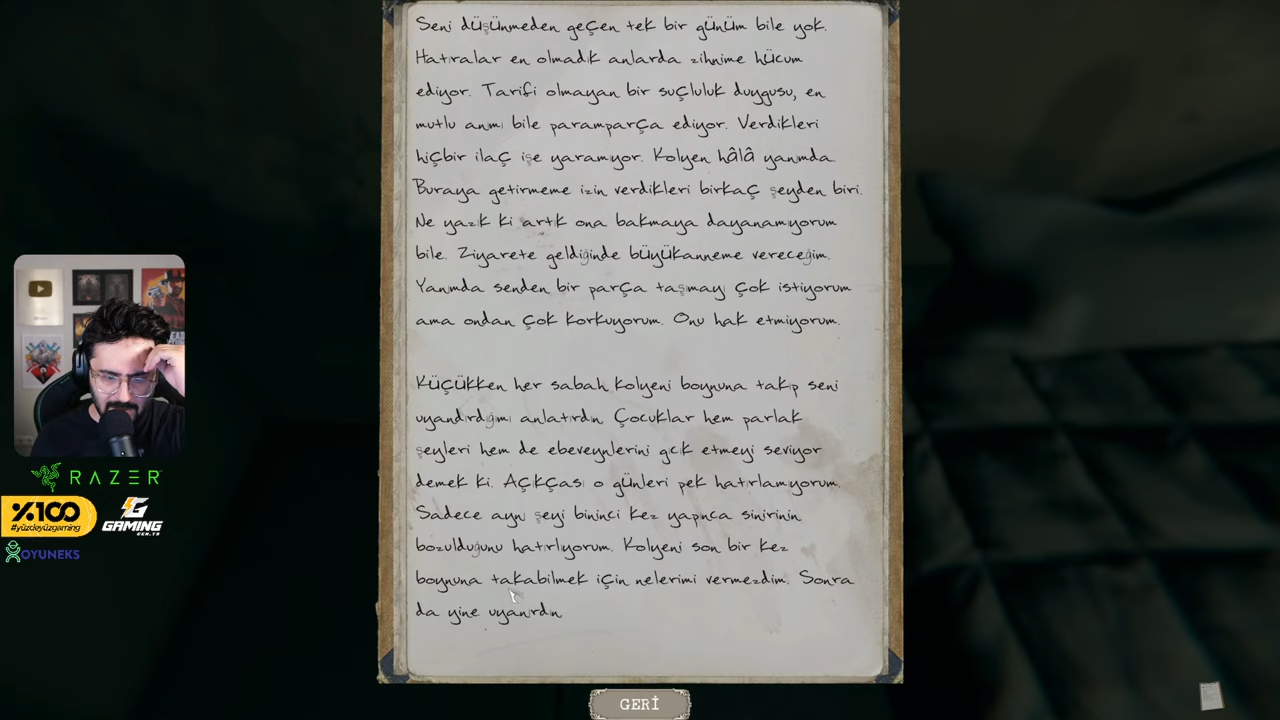 Seni düşünmeden geçen tek bir günüm bile yok.
Hatıralar en olmadık anlarda zihnime hücum
ediyor. Tarifi olmayan bir suçluluk duygusu, en
mutlu anımı bile paramparça ediyor. Verdikleri
hiçbir ilaç işe yaramıyor. Kolyen hâlâ yanımda.
Buraya getirmeme izin verdikleri birkaç şeyden biri.
Ne yazık ki artık ona bakmaya dayanamıyorum
bile. Ziyarete geldiğinde büyükanneme vereceğim.
Yanımda senden bir parça taşımayı çok istiyorum
ama ondan çok korkuyorum. Onu hak etmiyorum.
Küçükken her sabah kolyeni boynuna takıp seni
uyandırdığımı anlatırdın. Çocuklar hem parlak
şeyleri hem de ebeveynlerini gıcık etmeyi seviyor
demek ki. Açıkçası o günleri pek hatırlamıyorum.
Sadece aynı şeyi bininci kez yapınca sinirinin
bozulduğunu hatırlıyorum. Kolyeni son bir kez
boynuna takabilmek için nelerimi vermezdim. Sonra
da yine uyanırdın
RAZER
%100
#yüzdeyüzgaming
GAMING
GEN.TR
OYUNEKS
GERİ